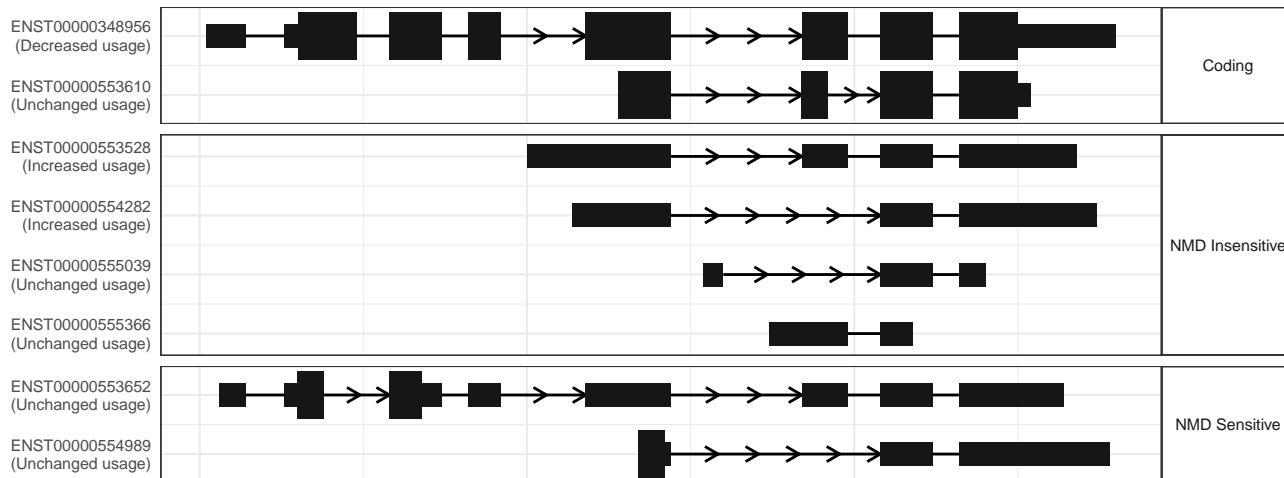 ENST00000348956
(Decreased usage)
ENST00000553610
(Unchanged usage)
Coding
ENST00000553528
(Increased usage)
ENST00000554282
(Increased usage)
ENST00000555039
(Unchanged usage)
ENST00000555366
(Unchanged usage)
NMD Insensitive
ENST00000553652
(Unchanged usage)
ENST00000554989
(Unchanged usage)
NMD Sensitive